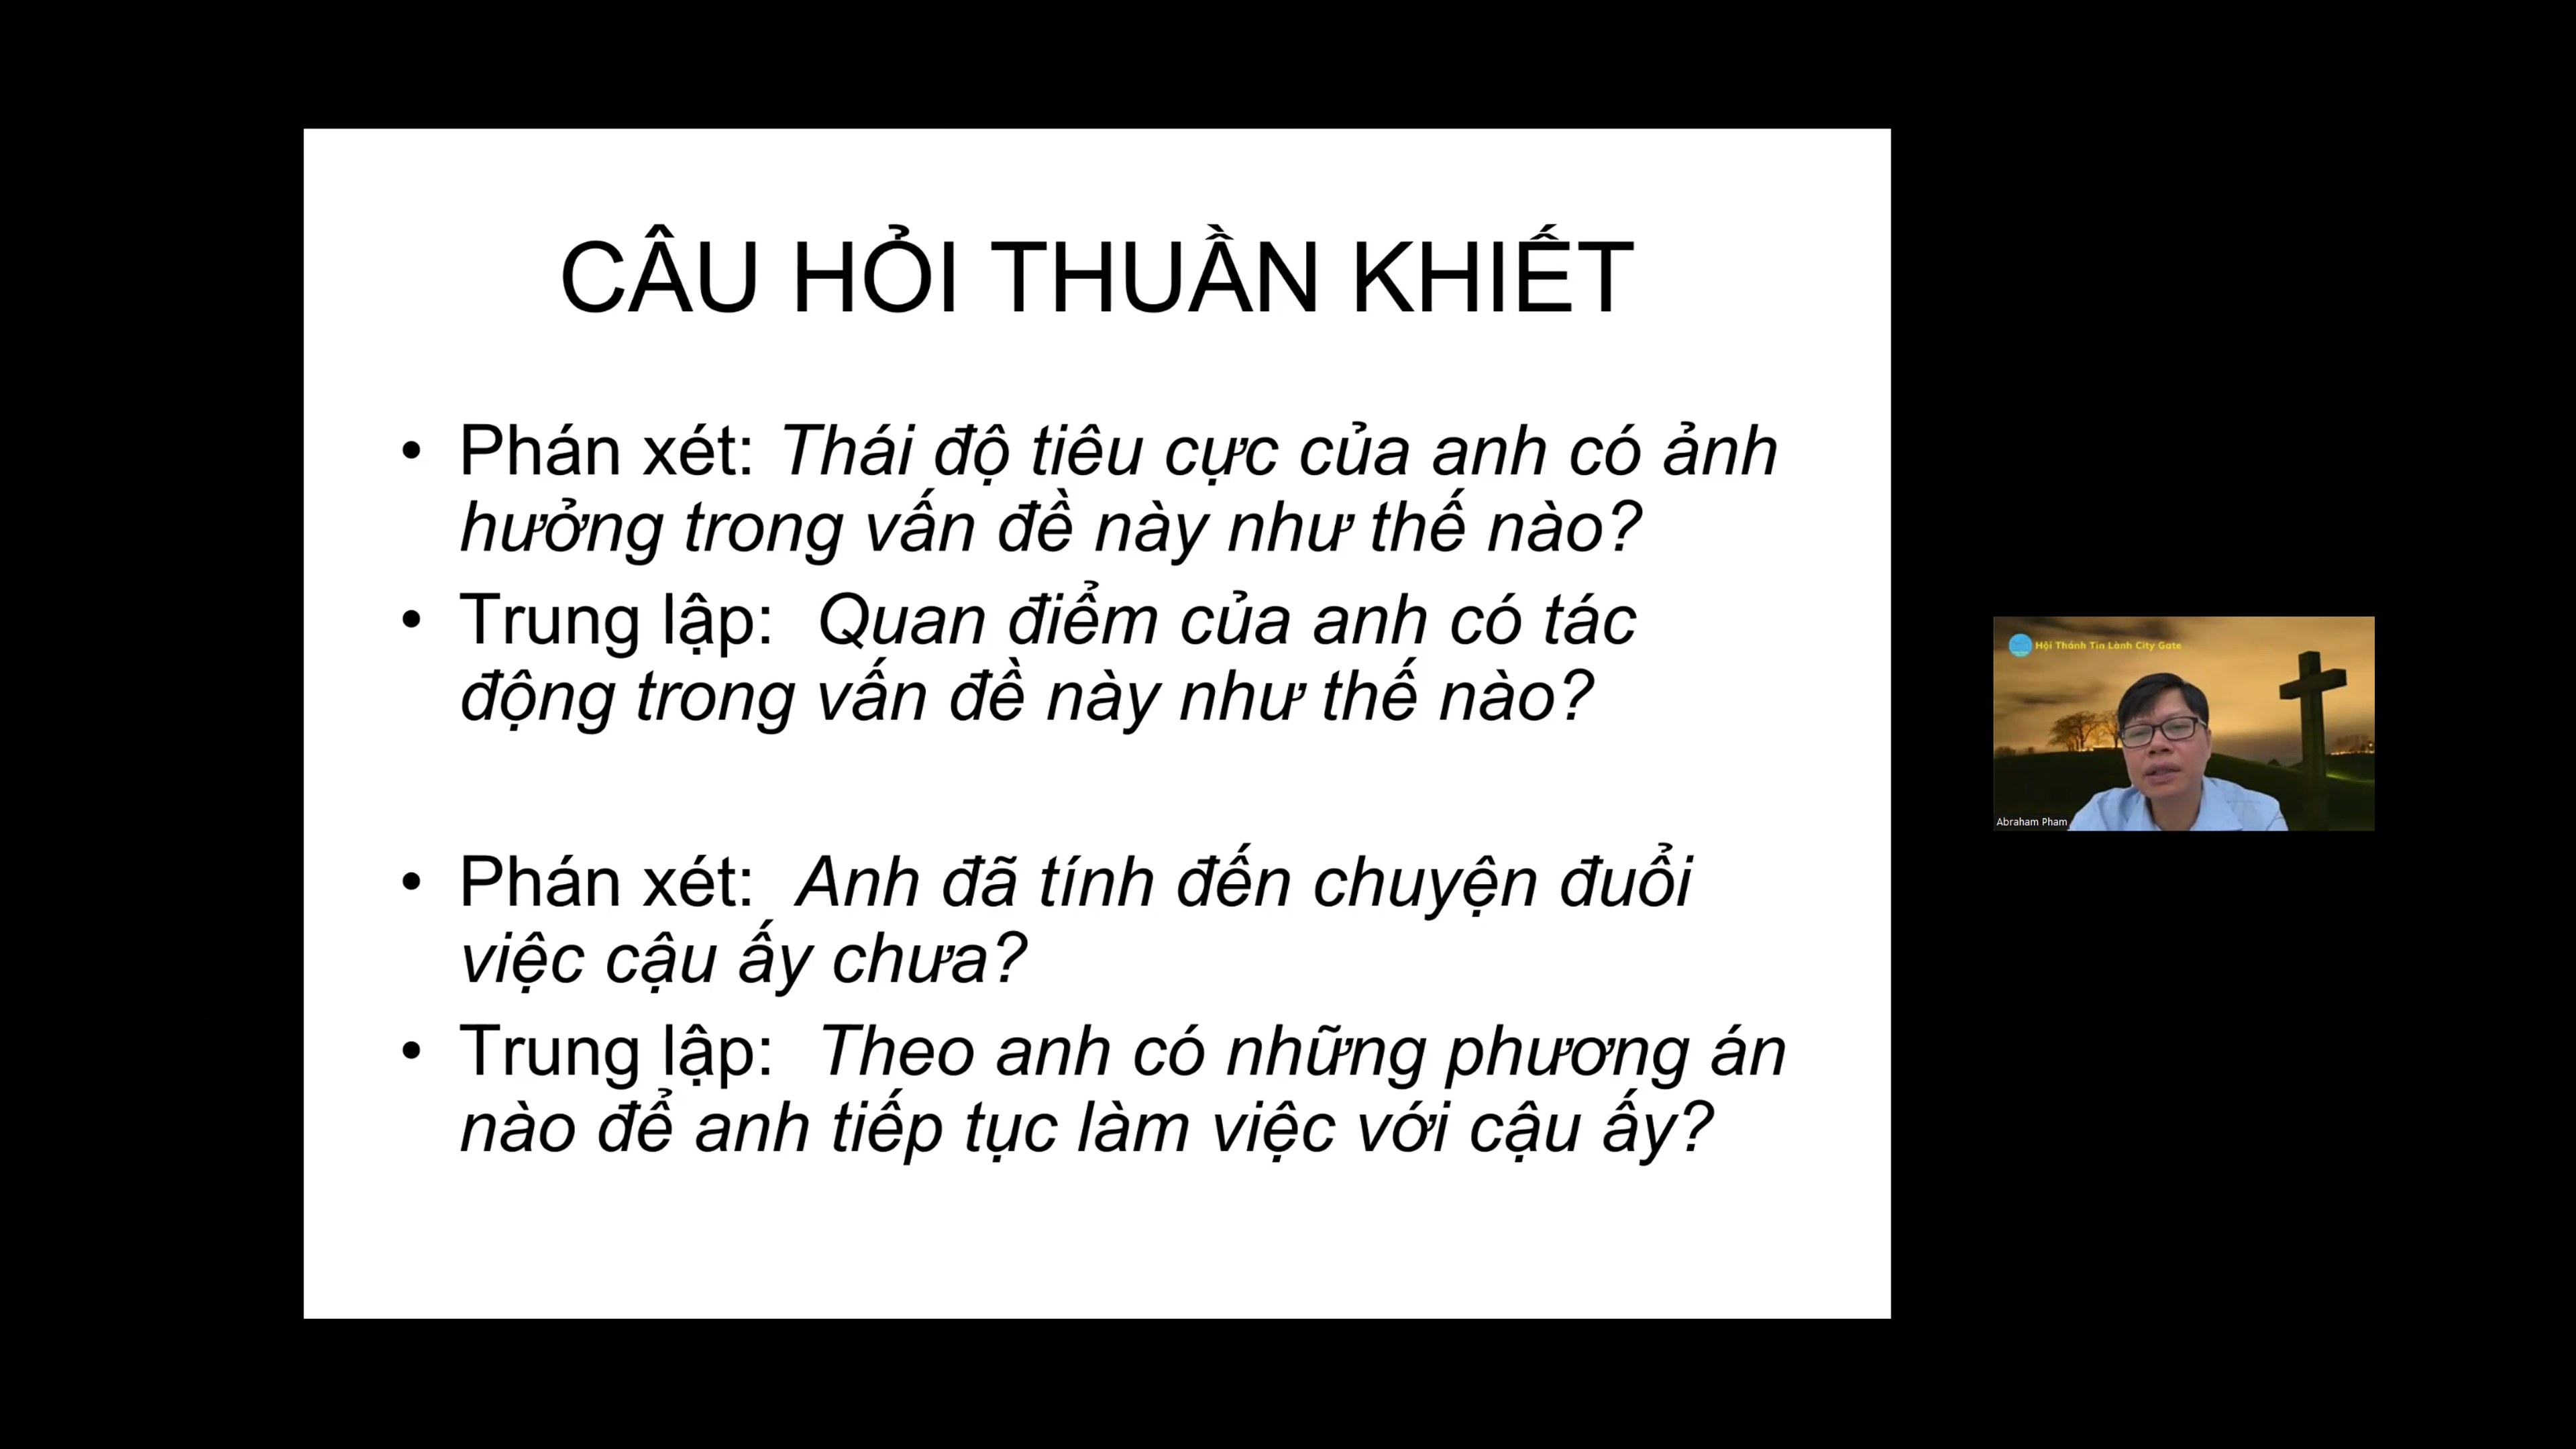 CÂU HỎI THUẦN KHIẾT
• Phán xét: Thái độ tiêu cực của anh có ảnh
hưởng trong vấn đề này như thế nào?
• Trung lập: Quan điểm của anh có tác
động trong vấn đề này như thế nào?
• Phán xét: Anh đã tính đến chuyện đuổi
việc cậu ấy chưa?
• Trung lập: Theo anh có những phương án
nào để anh tiếp tục làm việc với cậu ấy?
Hội Thánh Tin Lành City Gate
Abraham Pham